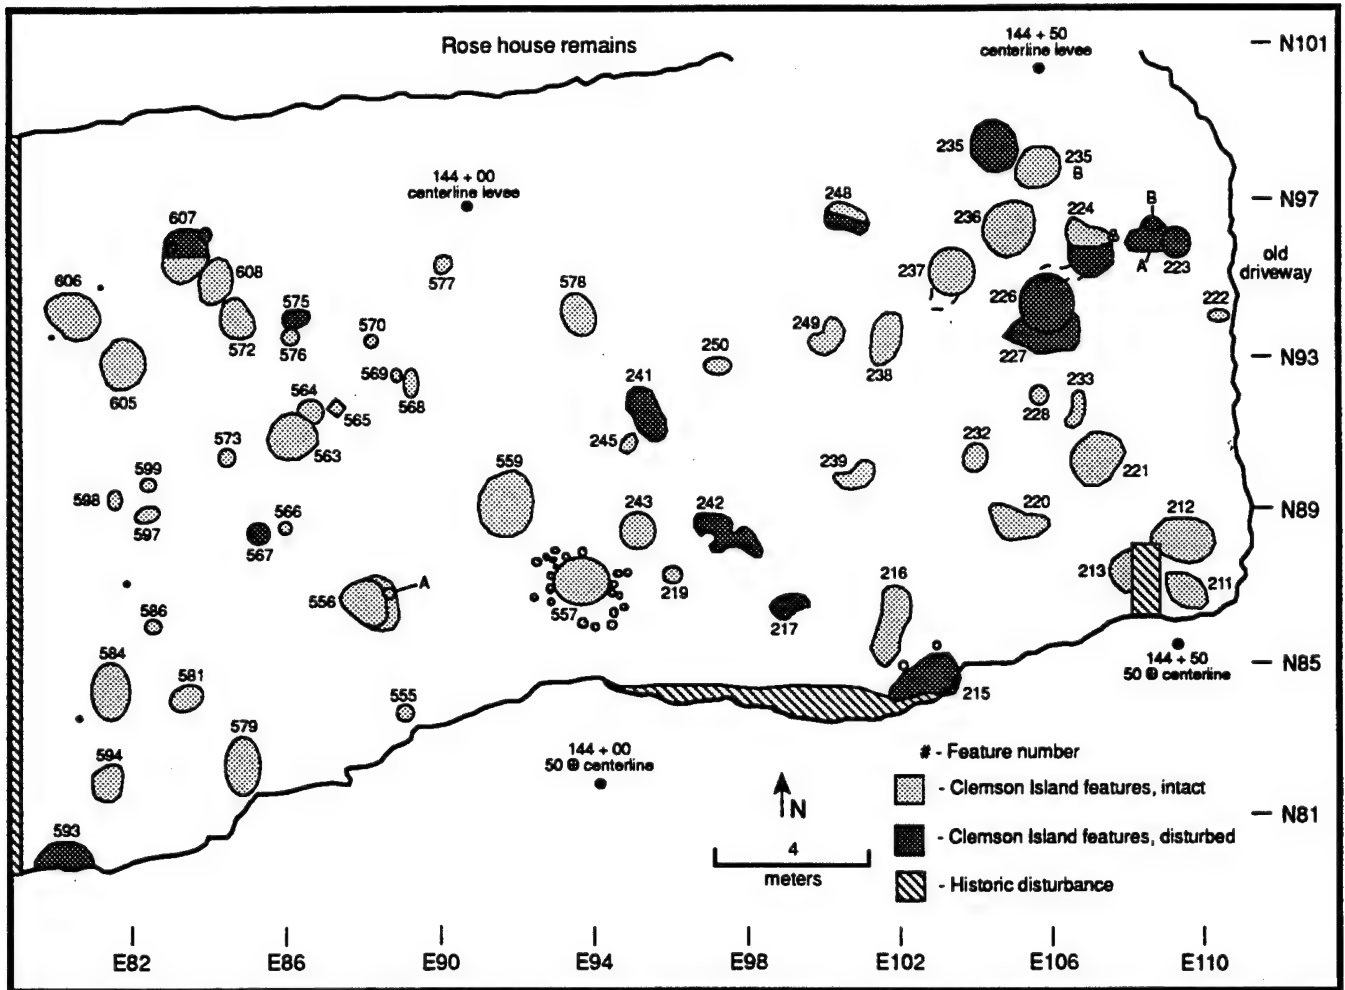 Rose house remains
144 + 50
centerline levee
N101
235
235
B
144 + 00
centerline levee
248
N97
607
236
224
B
A
A
223
old
driveway
606
608
237
577
578
575
226
222
572
576
570
249
250
238
227
N93
605
569
568
241
564
565
228
233
573
563
245
559
239
232
221
599
598
597
566
567
243
242
220
N89
212
556
A
557
219
217
216
213
211
586
584
581
555
215
N85
144 + 50
50 ⊕ centerline
579
594
144 + 00
50 ⊕ centerline
593
# - Feature number
- Clemson Island features, intact
N
N81
- Clemson Island features, disturbed
4
meters
- Historic disturbance
E82
E86
E90
E94
E98
E102
E106
E110